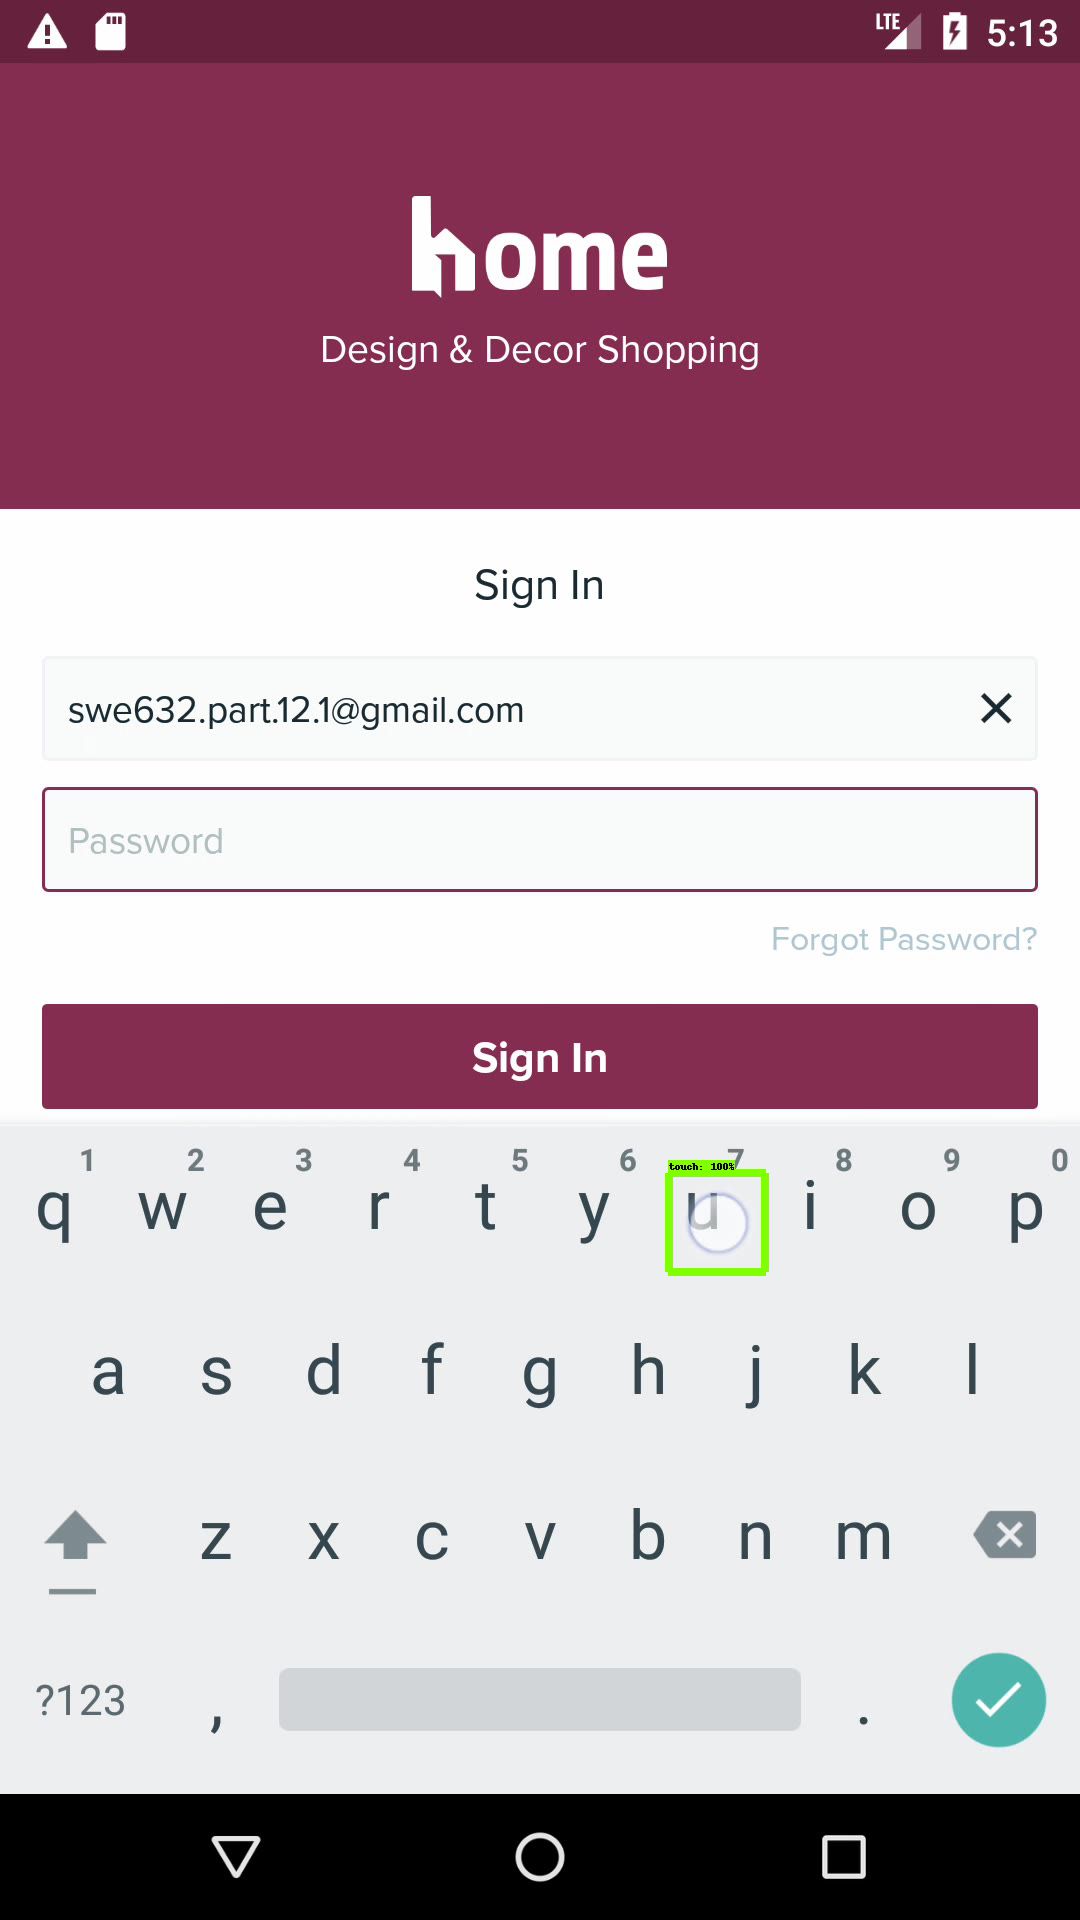 LTE 5:13
home
Design & Decor Shopping
Sign In
swe632.part.12.1@gmail.com
Password
Forgot Password?
Sign In
1 2 3 4 5 6 7 8 9 0
touch: 100%
q w e r t y u i o p
a s d f g h j k l
z x c v b n m
?123 , .